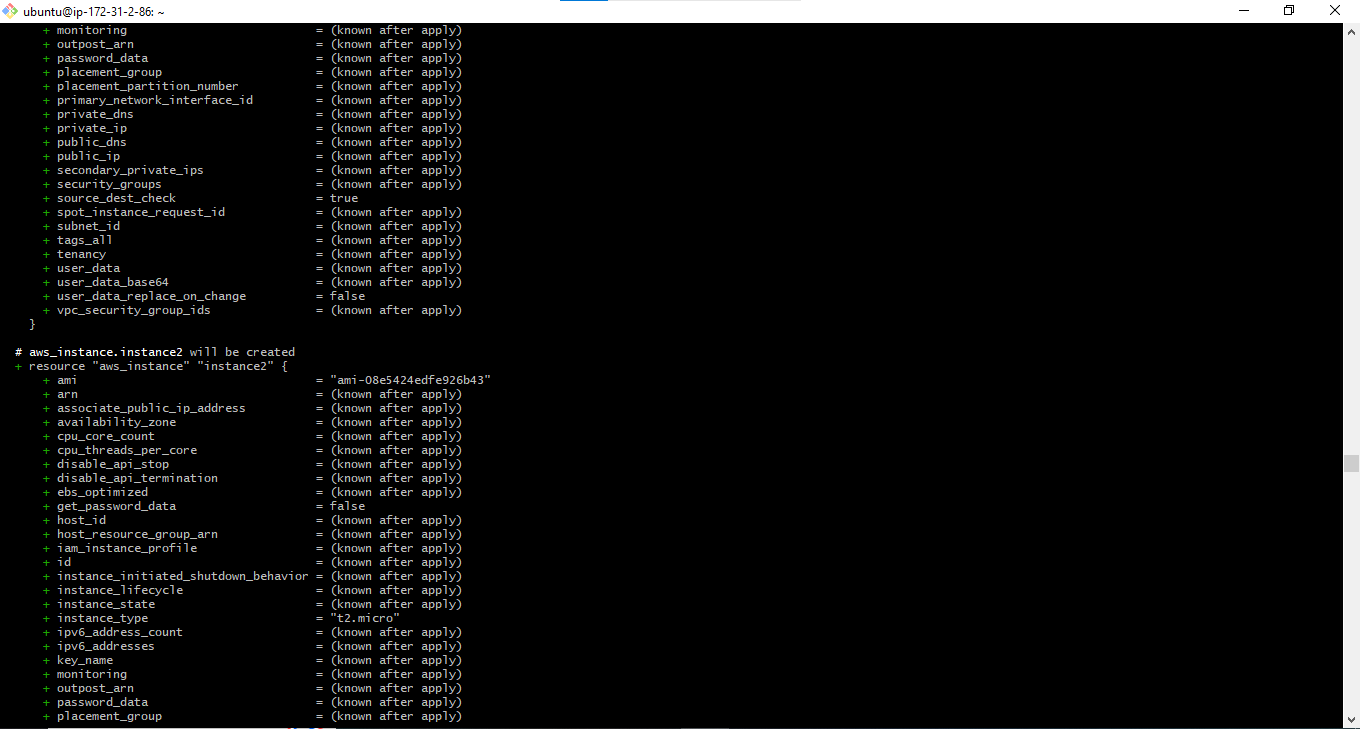 ubuntu@ip-172-31-2-86: ~
+ monitoring = (known after apply)
+ outpost_arn = (known after apply)
+ password_data = (known after apply)
+ placement_group = (known after apply)
+ placement_partition_number = (known after apply)
+ primary_network_interface_id = (known after apply)
+ private_dns = (known after apply)
+ private_ip = (known after apply)
+ public_dns = (known after apply)
+ public_ip = (known after apply)
+ secondary_private_ips = (known after apply)
+ security_groups = (known after apply)
+ source_dest_check = true
+ spot_instance_request_id = (known after apply)
+ subnet_id = (known after apply)
+ tags_all = (known after apply)
+ tenancy = (known after apply)
+ user_data = (known after apply)
+ user_data_base64 = (known after apply)
+ user_data_replace_on_change = false
+ vpc_security_group_ids = (known after apply)
}
# aws_instance.instance2 will be created
+ resource "aws_instance" "instance2" {
+ ami = "ami-08e5424edfe926b43"
+ arn = (known after apply)
+ associate_public_ip_address = (known after apply)
+ availability_zone = (known after apply)
+ cpu_core_count = (known after apply)
+ cpu_threads_per_core = (known after apply)
+ disable_api_stop = (known after apply)
+ disable_api_termination = (known after apply)
+ ebs_optimized = (known after apply)
+ get_password_data = false
+ host_id = (known after apply)
+ host_resource_group_arn = (known after apply)
+ iam_instance_profile = (known after apply)
+ id = (known after apply)
+ instance_initiated_shutdown_behavior = (known after apply)
+ instance_lifecycle = (known after apply)
+ instance_state = (known after apply)
+ instance_type = "t2.micro"
+ ipv6_address_count = (known after apply)
+ ipv6_addresses = (known after apply)
+ key_name = (known after apply)
+ monitoring = (known after apply)
+ outpost_arn = (known after apply)
+ password_data = (known after apply)
+ placement_group = (known after apply)